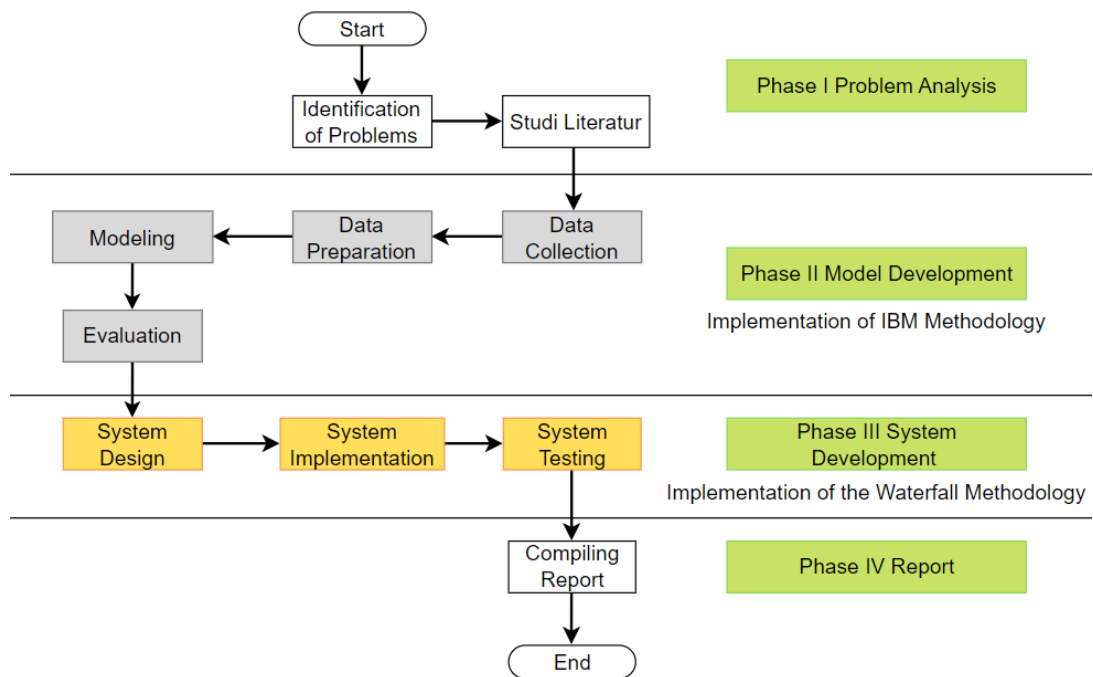 Start
Phase I Problem Analysis
Identification
of Problems
Studi Literatur
Modeling
Data
Preparation
Data
Collection
Phase II Model Development
Implementation of IBM Methodology
Evaluation
System
Design
System
Implementation
System
Testing
Phase III System
Development
Implementation of the Waterfall Methodology
Compiling
Report
Phase IV Report
End